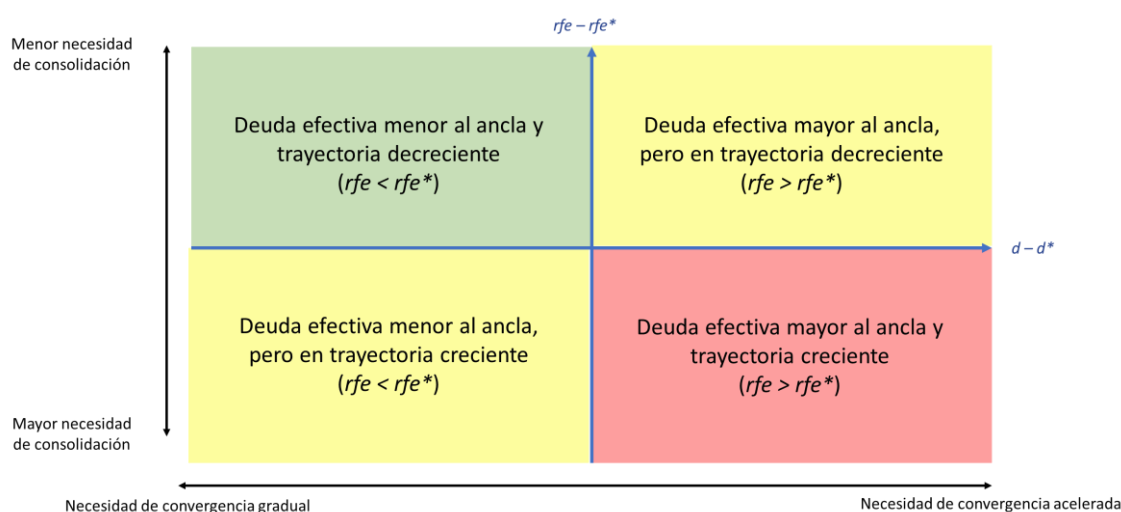 rfe – rfe*
Menor necesidad
de consolidación
Deuda efectiva menor al ancla y
trayectoria decreciente
(rfe < rfe*)
Deuda efectiva mayor al ancla,
pero en trayectoria decreciente
(rfe > rfe*)
d – d*
Deuda efectiva menor al ancla,
pero en trayectoria creciente
(rfe < rfe*)
Deuda efectiva mayor al ancla y
trayectoria creciente
(rfe > rfe*)
Mayor necesidad
de consolidación
Necesidad de convergencia gradual
Necesidad de convergencia acelerada